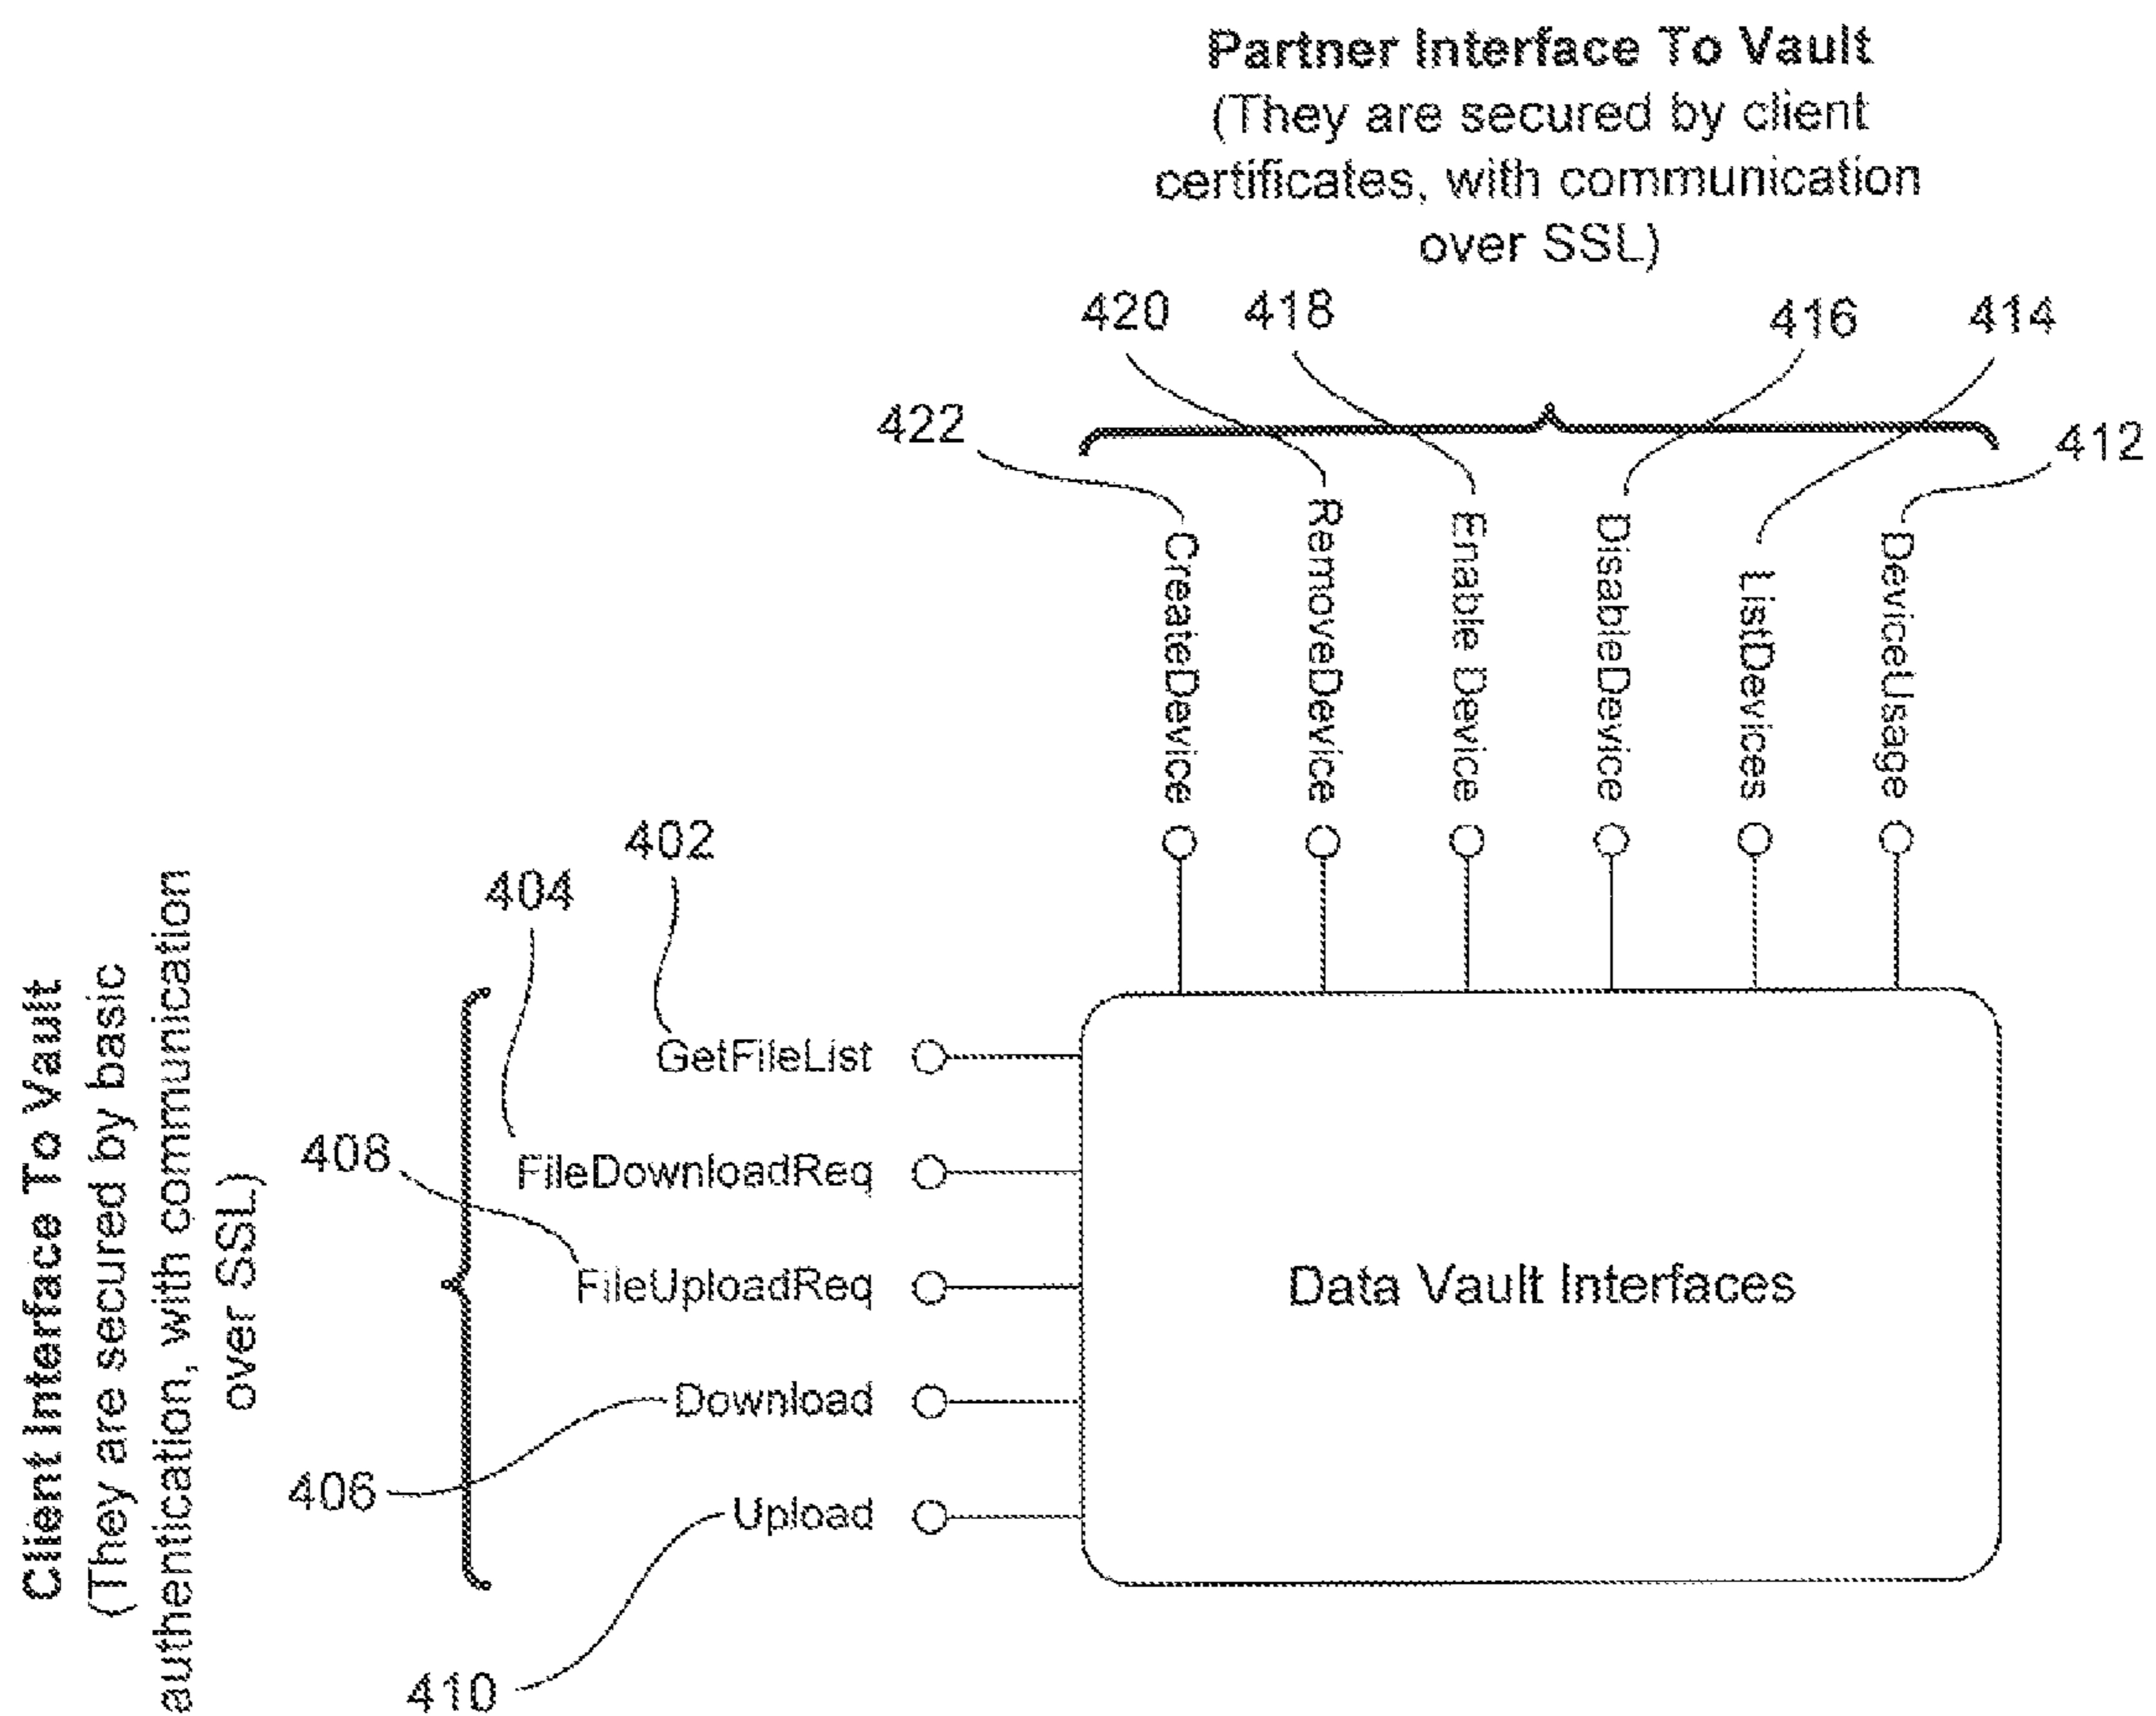 Partner Interface To Vault
(They are secured by client
certificates, with communication
over SSL)
420
418
416
414
422
412
CreateDevice
RemoveDevice
Enable Device
DisableDevice
ListDevices
DeviceUsage
Client Interface To Vault
(They are secured by basic
authentication, with communication
over SSL)
402
404
GetFileList
408
FileDownloadReq
FileUploadReq
Data Vault Interfaces
Download
406
Upload
410